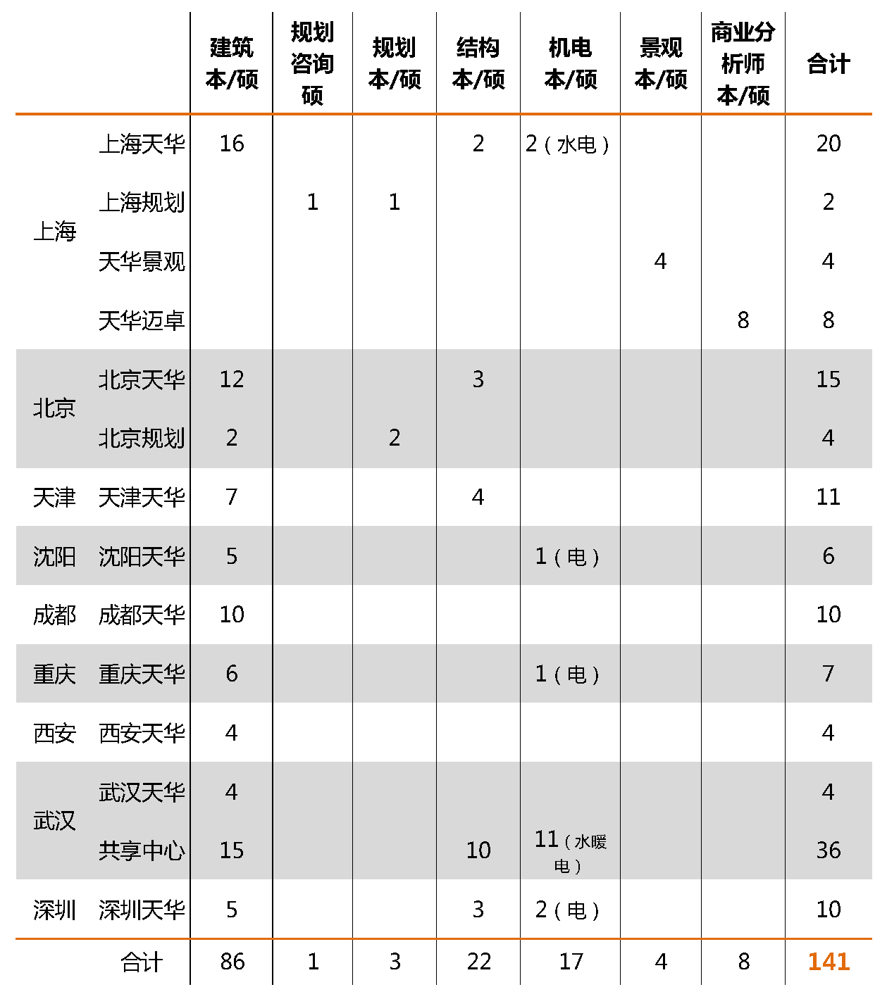 建筑 本/硕 规划咨询 硕 规划 本/硕 结构 本/硕 机电 本/硕 景观 本/硕 商业分析师 本/硕 合计
上海 上海天华 16 2 2（水电） 20
上海规划 1 1 2
天华景观 4 4
天华迈卓 8 8
北京 北京天华 12 3 15
北京规划 2 2 4
天津 天津天华 7 4 11
沈阳 沈阳天华 5 1（电） 6
成都 成都天华 10 10
重庆 重庆天华 6 1（电） 7
西安 西安天华 4 4
武汉 武汉天华 4 4
共享中心 15 10 11（水暖电） 36
深圳 深圳天华 5 3 2（电） 10
合计 86 1 3 22 17 4 8 141